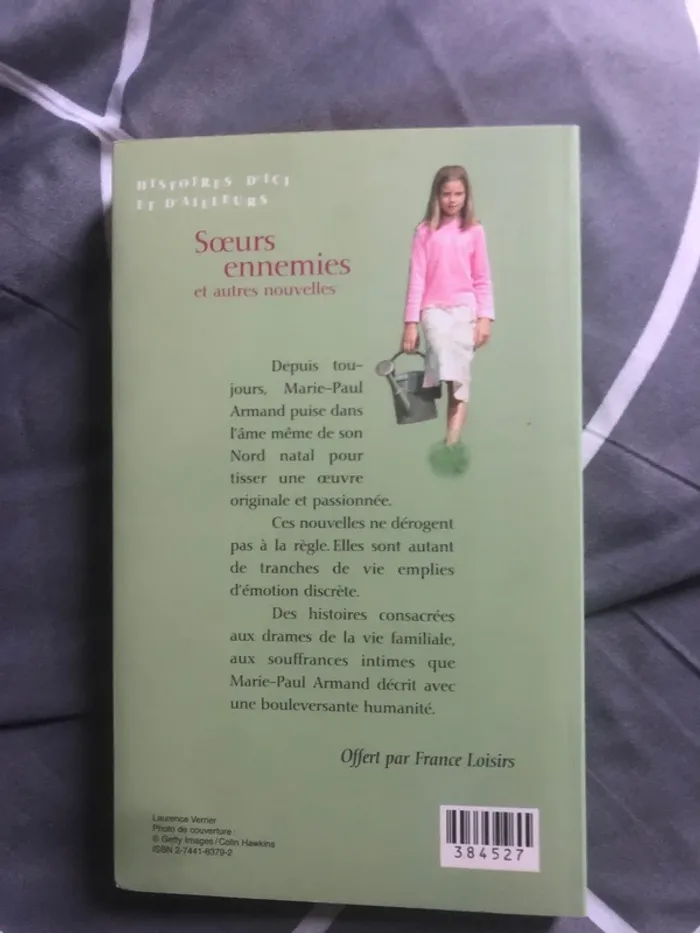 HISTOIRES D'ICI
ET D'AILLEURS
Sœurs
ennemies
et autres nouvelles
Depuis tou-
jours, Marie-Paul
Armand puise dans
l'âme même de son
Nord natal pour
tisser une œuvre
originale et passionnée.
Ces nouvelles ne dérogent
pas à la règle. Elles sont autant
de tranches de vie emplies
d'émotion discrète.
Des histoires consacrées
aux drames de la vie familiale,
aux souffrances intimes que
Marie-Paul Armand décrit avec
une bouleversante humanité.
Offert par France Loisirs
Laurence Verrier
Photo de couverture :
© Getty Images / Colin Hawkins
ISBN 2-7441-8379-2
384527